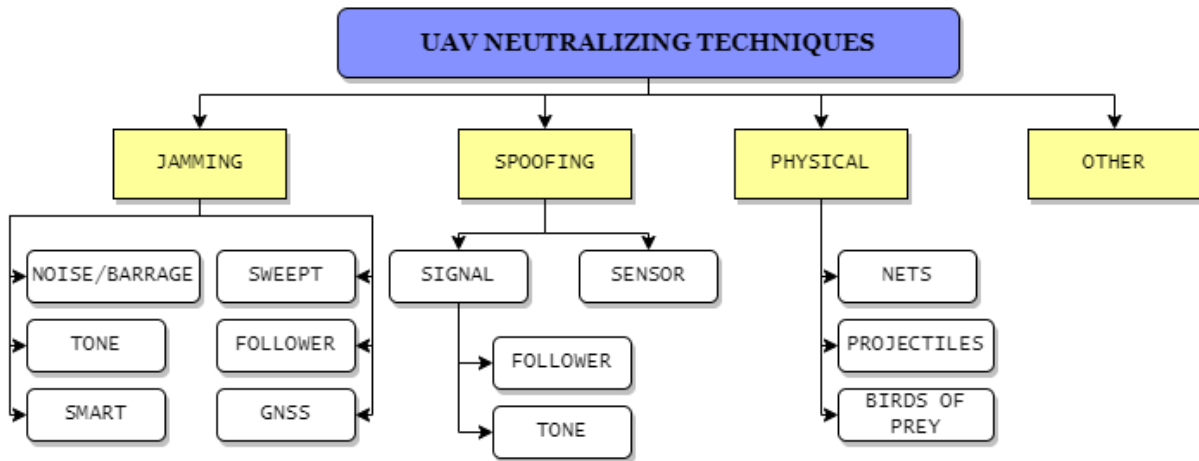 UAV NEUTRALIZING TECHNIQUES
JAMMING
SPOOFING
PHYSICAL
OTHER
NOISE/BARRAGE
SWEEPT
TONE
FOLLOWER
SMART
GNSS
SIGNAL
SENSOR
FOLLOWER
TONE
NETS
PROJECTILES
BIRDS OF
PREY